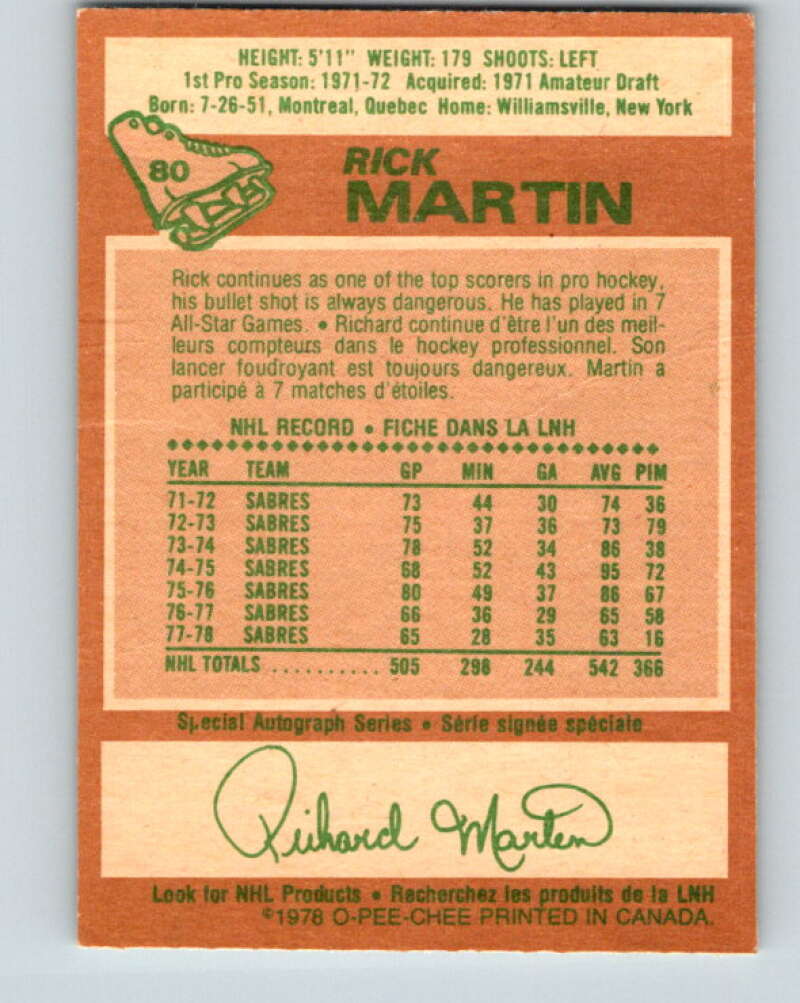 HEIGHT: 5'11" WEIGHT: 179 SHOOTS: LEFT
1st Pro Season: 1971-72 Acquired: 1971 Amateur Draft
Born: 7-26-51, Montreal, Quebec Home: Williamsville, New York
80
RICK
MARTIN
Rick continues as one of the top scorers in pro hockey,
his bullet shot is always dangerous. He has played in 7
All-Star Games. • Richard continue d'être l'un des meil-
leurs compteurs dans le hockey professionnel. Son
lancer foudroyant est toujours dangereux. Martin a
participé à 7 matches d'étoiles.
NHL RECORD • FICHE DANS LA LNH
YEAR TEAM GP MIN GA AVG PIM
71-72 SABRES 73 44 30 74 36
72-73 SABRES 75 37 36 73 79
73-74 SABRES 78 52 34 86 38
74-75 SABRES 68 52 43 95 72
75-76 SABRES 80 49 37 86 67
76-77 SABRES 66 36 29 65 58
77-78 SABRES 65 28 35 63 16
NHL TOTALS .......... 505 298 244 542 366
Special Autograph Series • Série signée spéciale
Richard Martin
Look for NHL Products • Recherchez les produits de la LNH
©1978 O-PEE-CHEE PRINTED IN CANADA.